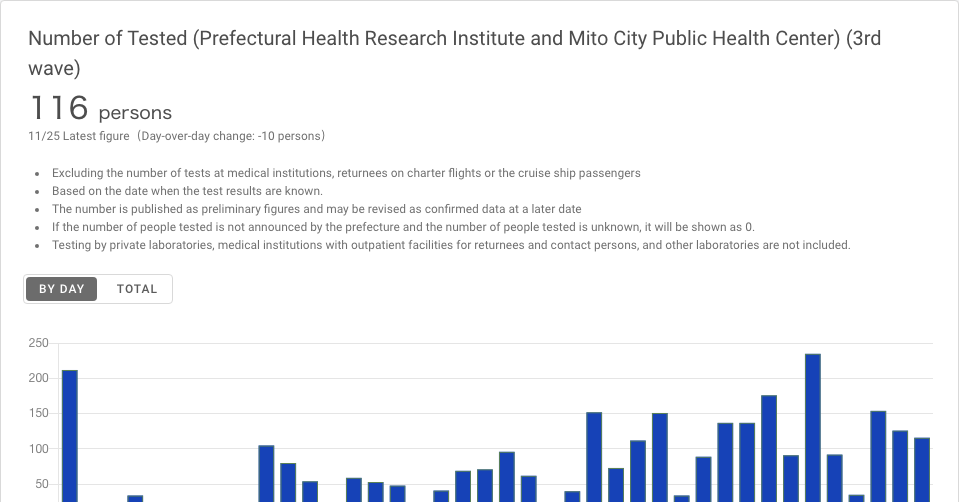 Number of Tested (Prefectural Health Research Institute and Mito City Public Health Center) (3rd
wave)
116 persons
11/25 Latest figure（Day-over-day change: -10 persons）
• Excluding the number of tests at medical institutions, returnees on charter flights or the cruise ship passengers
• Based on the date when the test results are known.
• The number is published as preliminary figures and may be revised as confirmed data at a later date
• If the number of people tested is not announced by the prefecture and the number of people tested is unknown, it will be shown as 0.
• Testing by private laboratories, medical institutions with outpatient facilities for returnees and contact persons, and other laboratories are not included.
BY DAY TOTAL
250
200
150
100
50